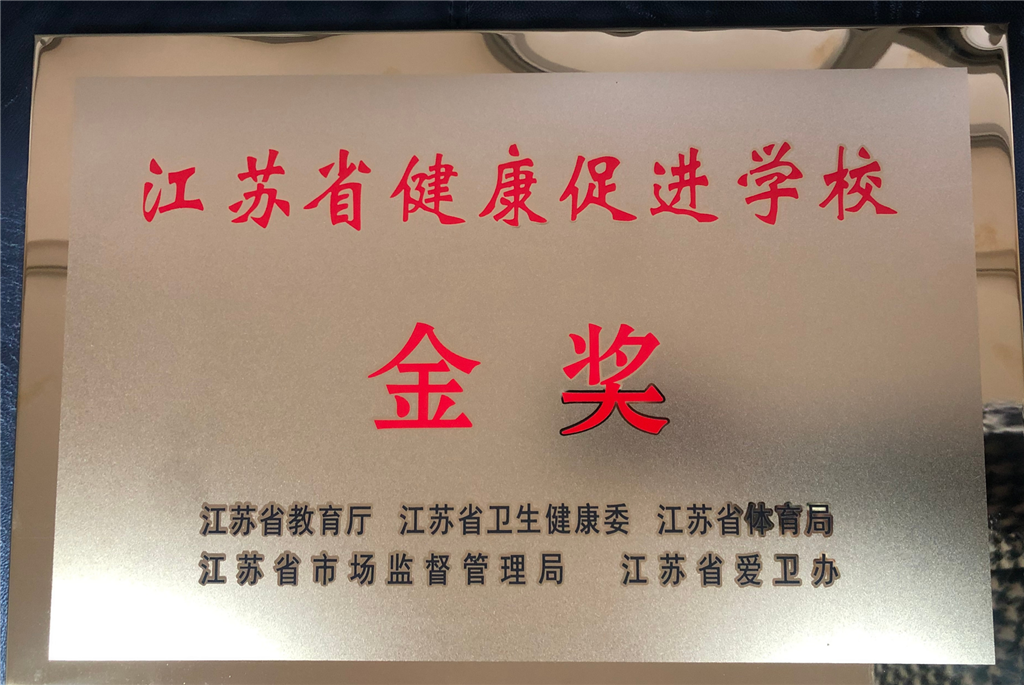 江苏省健康促进学校
金奖
江苏省教育厅 江苏省卫生健康委 江苏省体育局
江苏省市场监督管理局 江苏省爱卫办